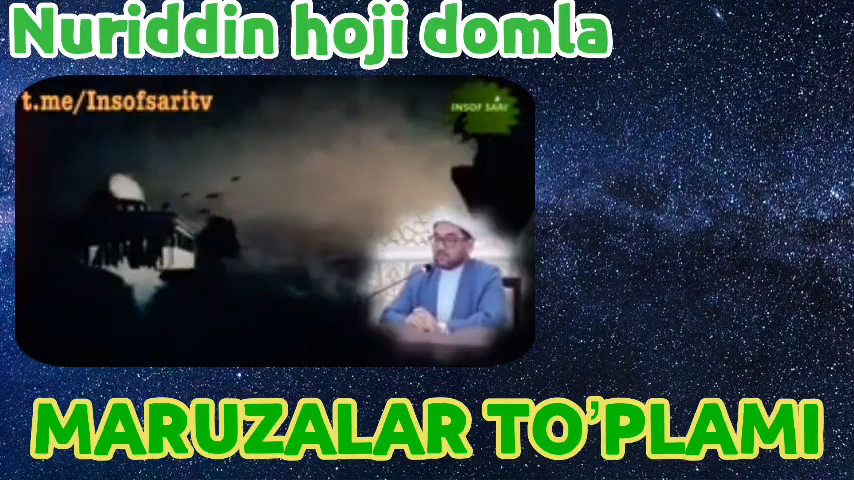 Nuriddin hoji domla
t.me/Insofsaritv
INSOF SARI
MARUZALAR TO’PLAMI